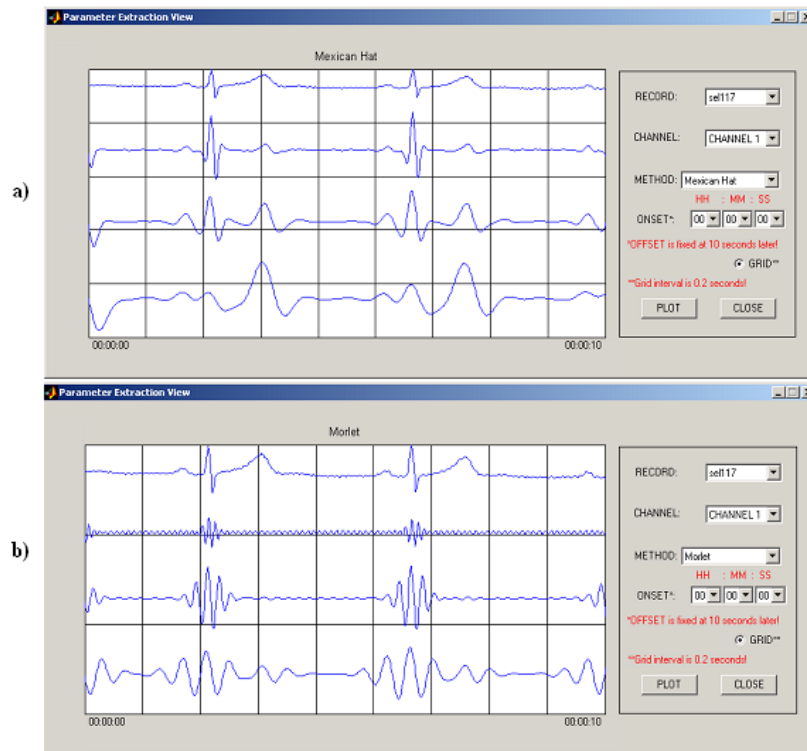 a)
Parameter Extraction View
Mexican Hat
RECORD: sel117
CHANNEL: CHANNEL 1
METHOD: Mexican Hat
HH : MM : SS
ONSET*: 00 00 00
*OFFSET is fixed at 10 seconds later!
GRID**
**Grid interval is 0.2 seconds!
PLOT CLOSE
00:00:00 00:00:10
b)
Parameter Extraction View
Morlet
RECORD: sel117
CHANNEL: CHANNEL 1
METHOD: Morlet
HH : MM : SS
ONSET*: 00 00 00
*OFFSET is fixed at 10 seconds later!
GRID**
**Grid interval is 0.2 seconds!
PLOT CLOSE
00:00:00 00:00:10